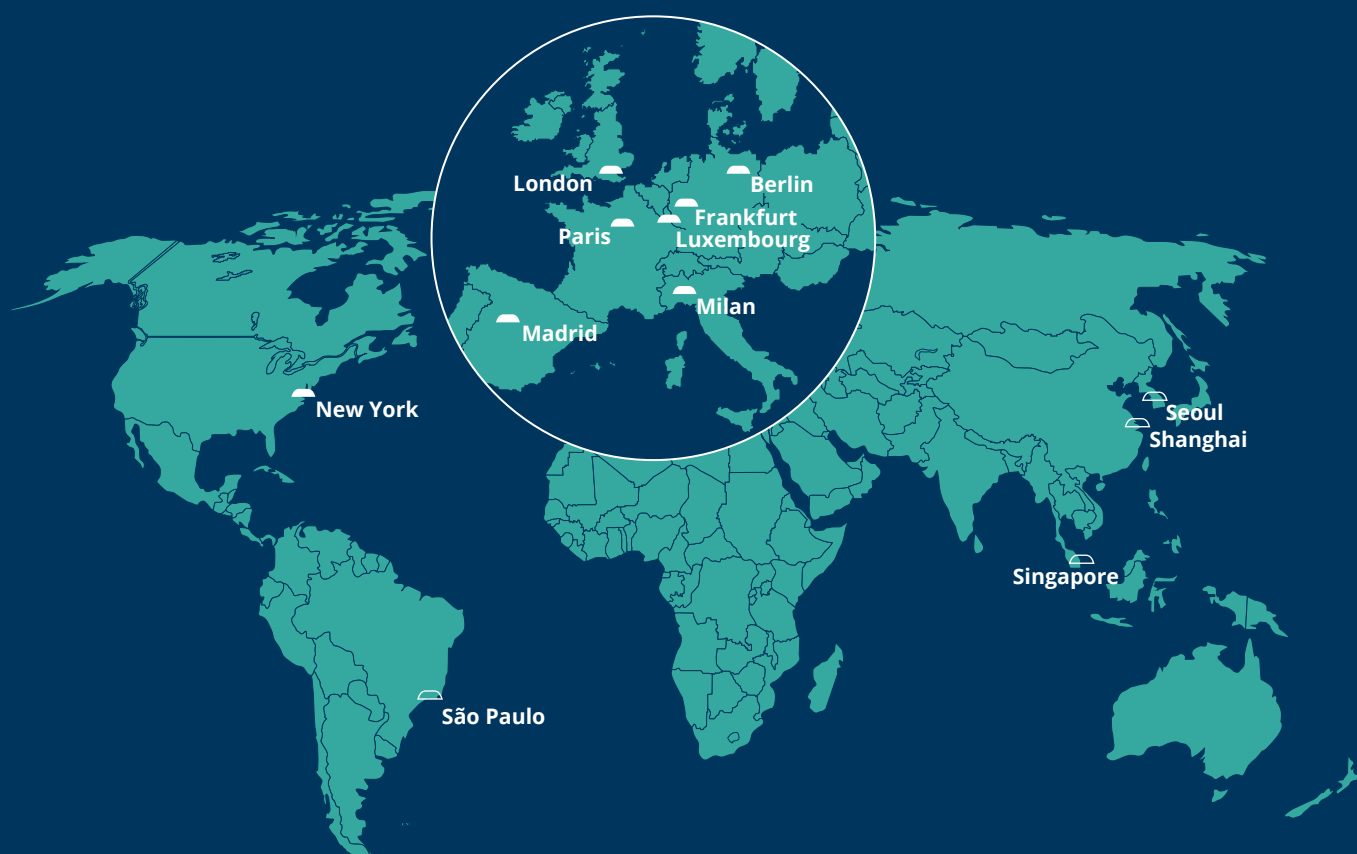 London
Berlin
Frankfurt
Paris
Luxembourg
Milan
Madrid
New York
Seoul
Shanghai
Singapore
São Paulo